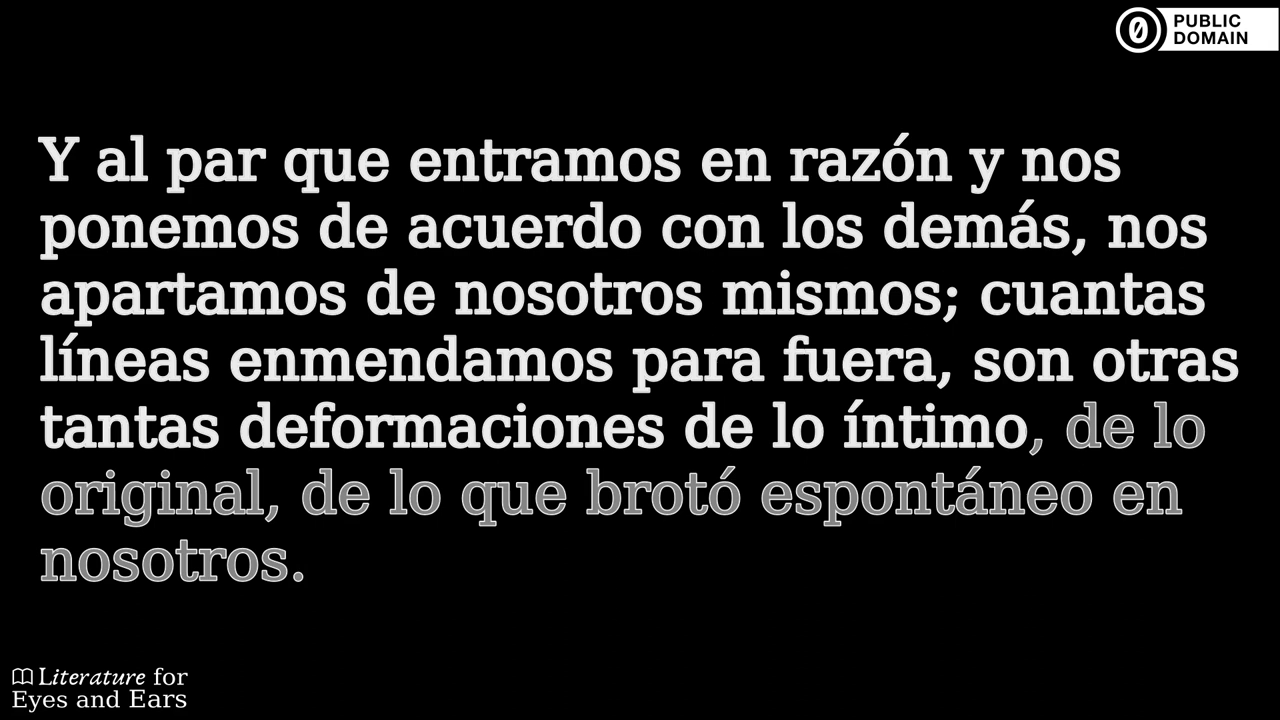 PUBLIC
DOMAIN
Y al par que entramos en razón y nos
ponemos de acuerdo con los demás, nos
apartamos de nosotros mismos; cuantas
líneas enmendamos para fuera, son otras
tantas deformaciones de lo íntimo, de lo
original, de lo que brotó espontáneo en
nosotros.
Literature for
Eyes and Ears